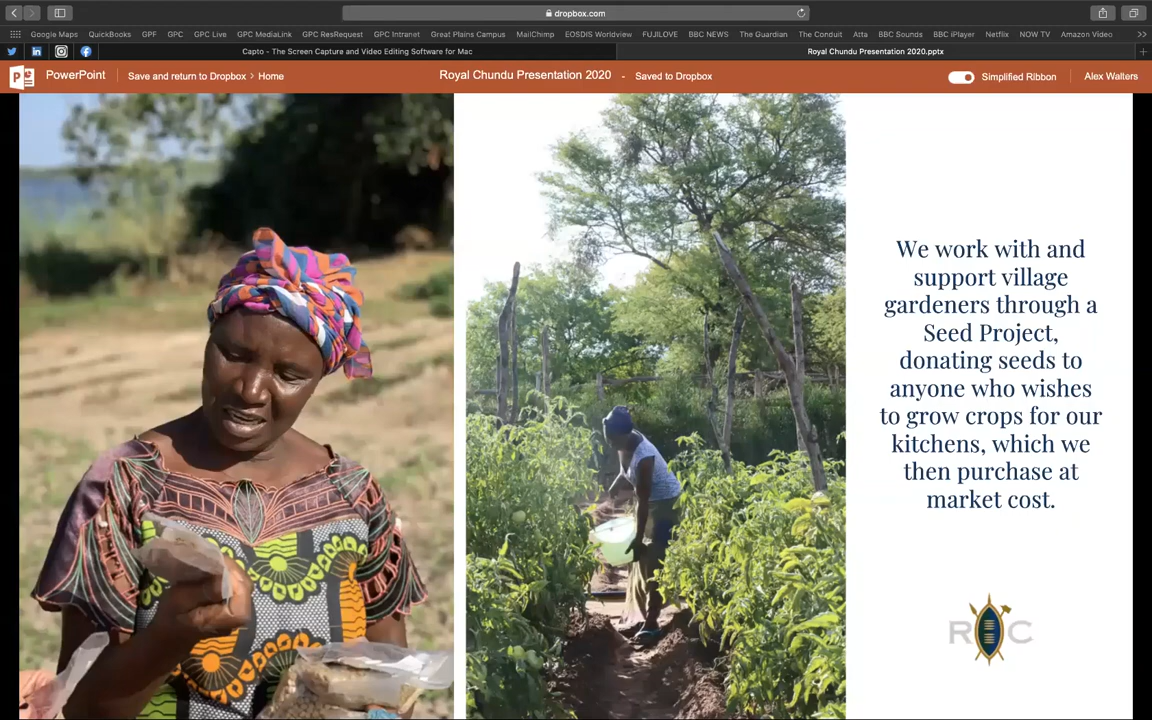 dropbox.com
Google Maps QuickBooks GPF GPC GPC Live GPC MediaLink GPC ResRequest GPC Intranet Great Plains Campus MailChimp EOSDIS Worldview FUJILOVE BBC NEWS The Guardian The Conduit Atta BBC Sounds BBC iPlayer Netflix NOW TV Amazon Video
Capto - The Screen Capture and Video Editing Software for Mac
Royal Chundu Presentation 2020.pptx
PowerPoint Save and return to Dropbox > Home Royal Chundu Presentation 2020 - Saved to Dropbox Simplified Ribbon Alex Walters
We work with and
support village
gardeners through a
Seed Project,
donating seeds to
anyone who wishes
to grow crops for our
kitchens, which we
then purchase at
market cost.
R C